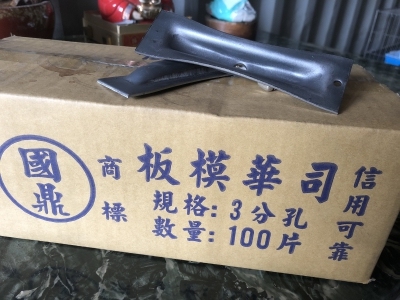 國鼎
商標
板模華司
規格:3分孔
數量:100片
信用可靠